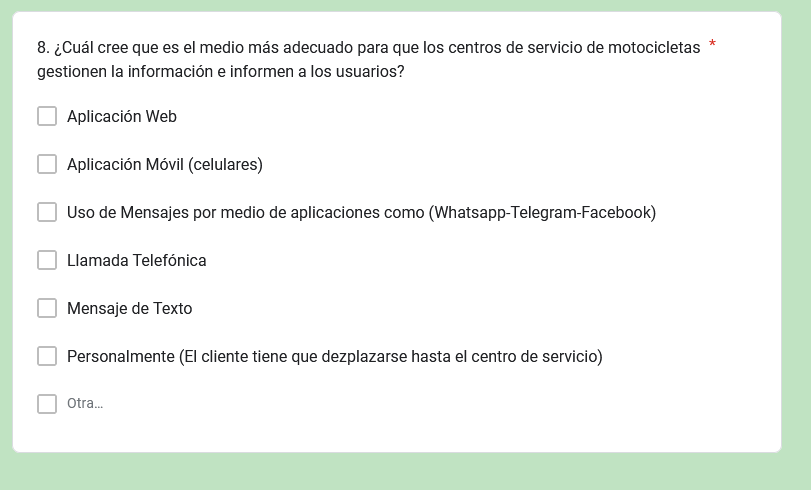 8. ¿Cuál cree que es el medio más adecuado para que los centros de servicio de motocicletas *
gestionen la información e informen a los usuarios?
Aplicación Web
Aplicación Móvil (celulares)
Uso de Mensajes por medio de aplicaciones como (Whatsapp-Telegram-Facebook)
Llamada Telefónica
Mensaje de Texto
Personalmente (El cliente tiene que dezplazarse hasta el centro de servicio)
Otra…